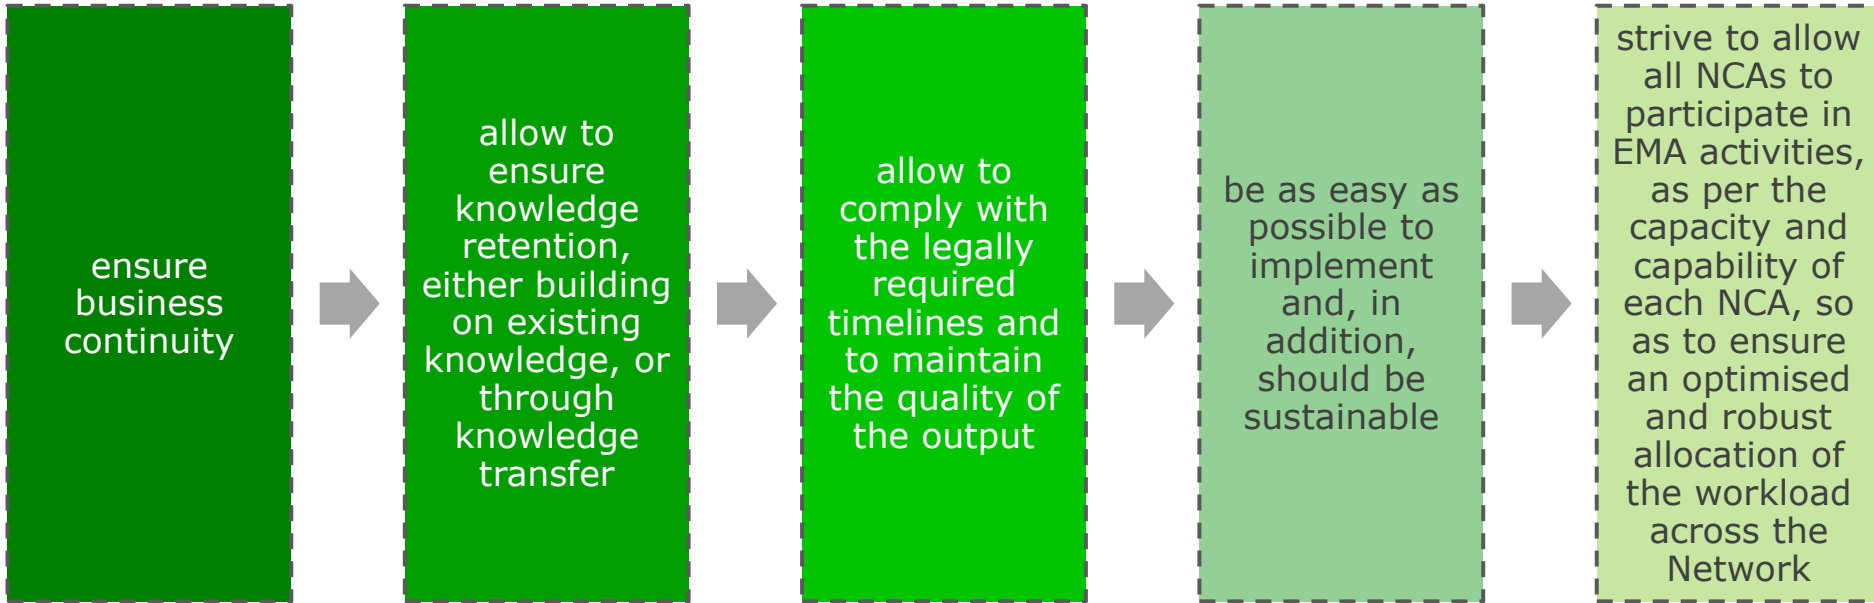 ensure
business
continuity
allow to
ensure
knowledge
retention,
either building
on existing
knowledge, or
through
knowledge
transfer
allow to
comply with
the legally
required
timelines and
to maintain
the quality of
the output
be as easy as
possible to
implement
and, in
addition,
should be
sustainable
strive to allow
all NCAs to
participate in
EMA activities,
as per the
capacity and
capability of
each NCA, so
as to ensure
an optimised
and robust
allocation of
the workload
across the
Network